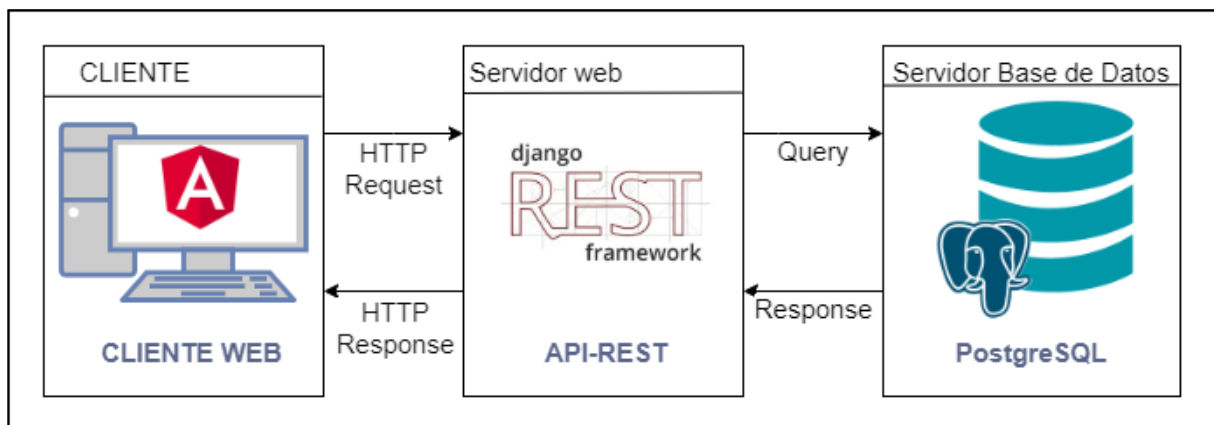 CLIENTE
A
CLIENTE WEB
HTTP
Request
HTTP
Response
Servidor web
django
REST
framework
API-REST
Query
Response
Servidor Base de Datos
PostgreSQL